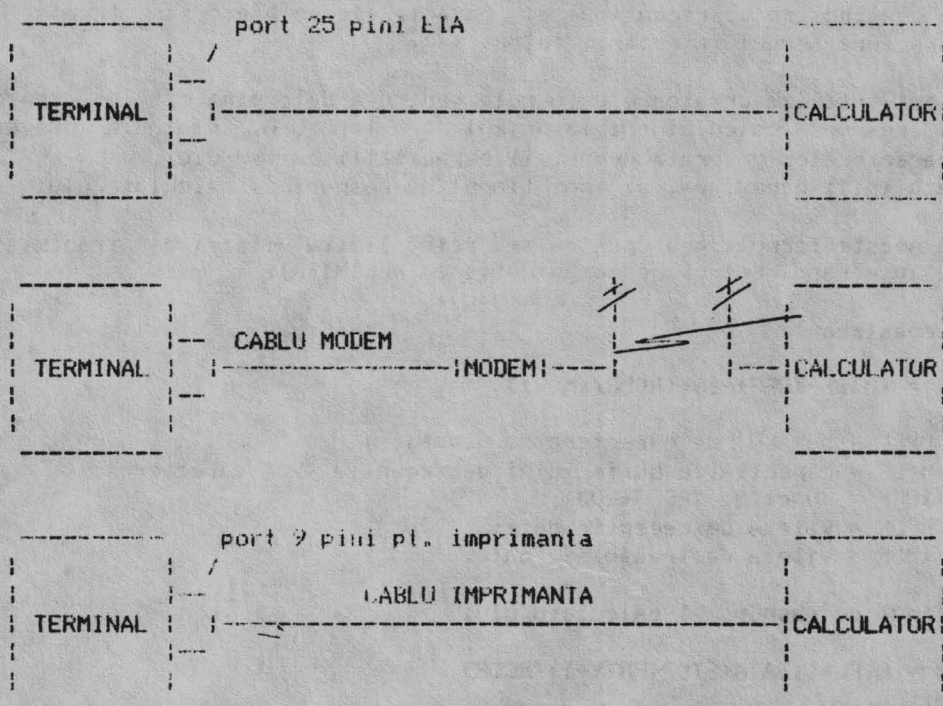 port 25 pini EIA
TERMINAL CALCULATOR
CABLU MODEM
TERMINAL MODEM CALCULATOR
port 9 pini pt. imprimanta
CABLU IMPRIMANTA
TERMINAL CALCULATOR